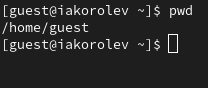 [guest@iakorolev ~]$ pwd
/home/guest
[guest@iakorolev ~]$